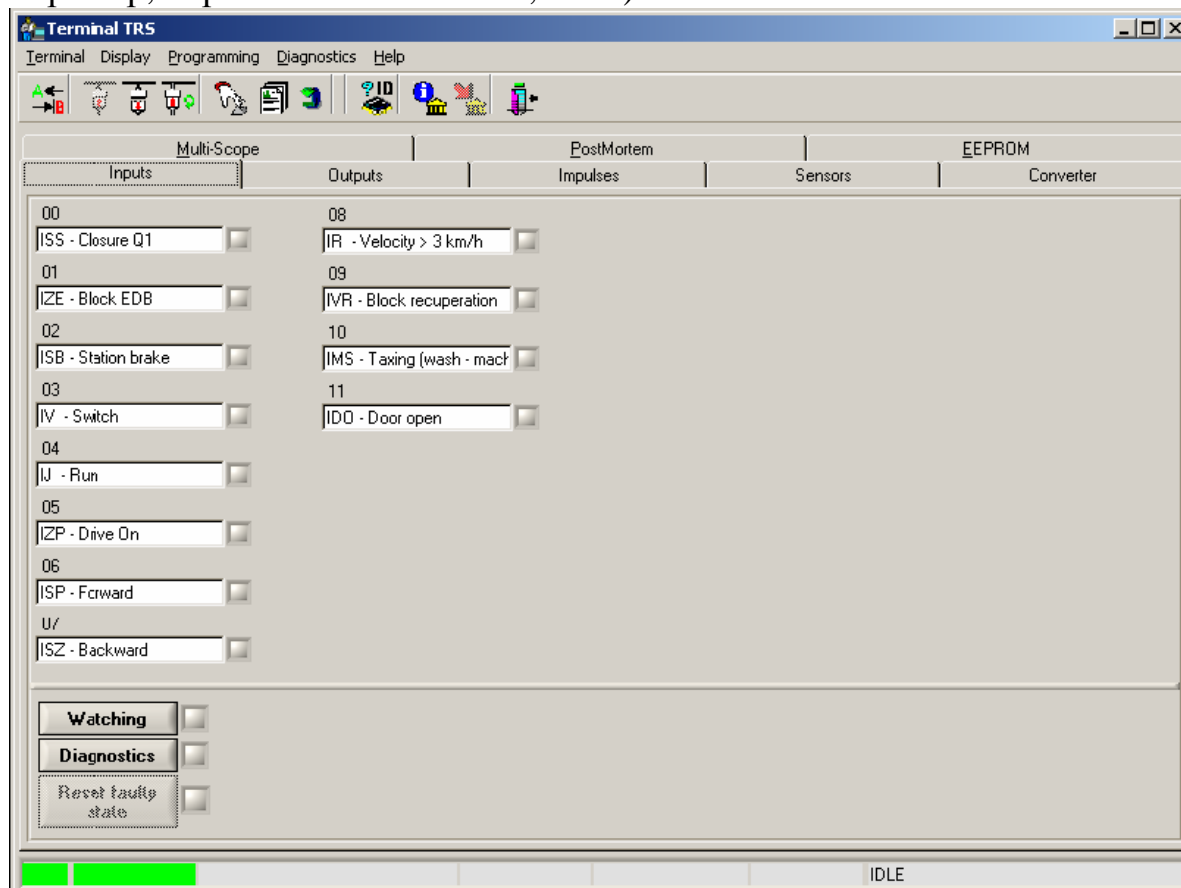 Terminal TRS
Terminal Display Programming Diagnostics Help
A B ?ID
Multi-Scope PostMortem EEPROM
Inputs Outputs Impulses Sensors Converter
00 08
ISS - Closure Q1 IR - Velocity > 3 km/h
01 09
IZE - Block EDB IVR - Block recuperation
02 10
ISB - Station brake IMS - Taxing (wash - mach
03 11
IV - Switch IDO - Door open
04
IJ - Run
05
IZP - Drive On
06
ISP - Forward
07
ISZ - Backward
Watching
Diagnostics
Reset faulty
state
IDLE